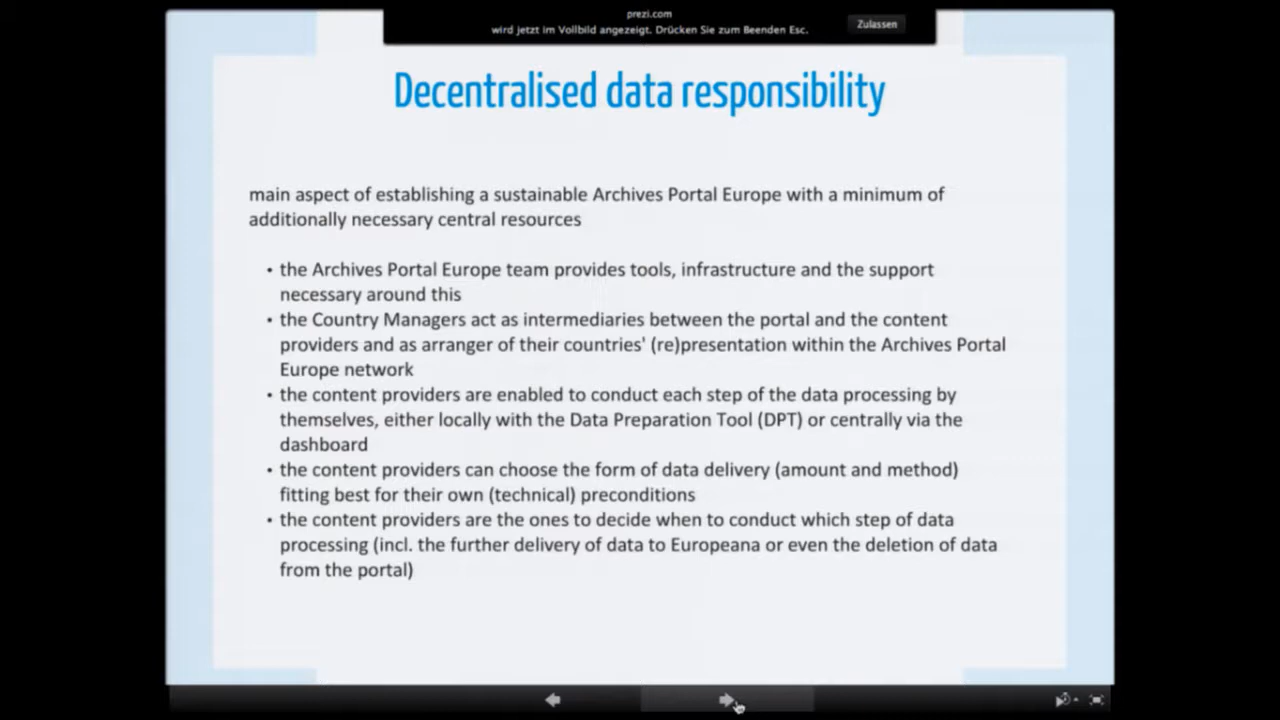 prezi.com
wird jetzt im Vollbild angezeigt. Drücken Sie zum Beenden Esc.
Zulassen
Decentralised data responsibility
main aspect of establishing a sustainable Archives Portal Europe with a minimum of
additionally necessary central resources
• the Archives Portal Europe team provides tools, infrastructure and the support
necessary around this
• the Country Managers act as intermediaries between the portal and the content
providers and as arranger of their countries' (re)presentation within the Archives Portal
Europe network
• the content providers are enabled to conduct each step of the data processing by
themselves, either locally with the Data Preparation Tool (DPT) or centrally via the
dashboard
• the content providers can choose the form of data delivery (amount and method)
fitting best for their own (technical) preconditions
• the content providers are the ones to decide when to conduct which step of data
processing (incl. the further delivery of data to Europeana or even the deletion of data
from the portal)